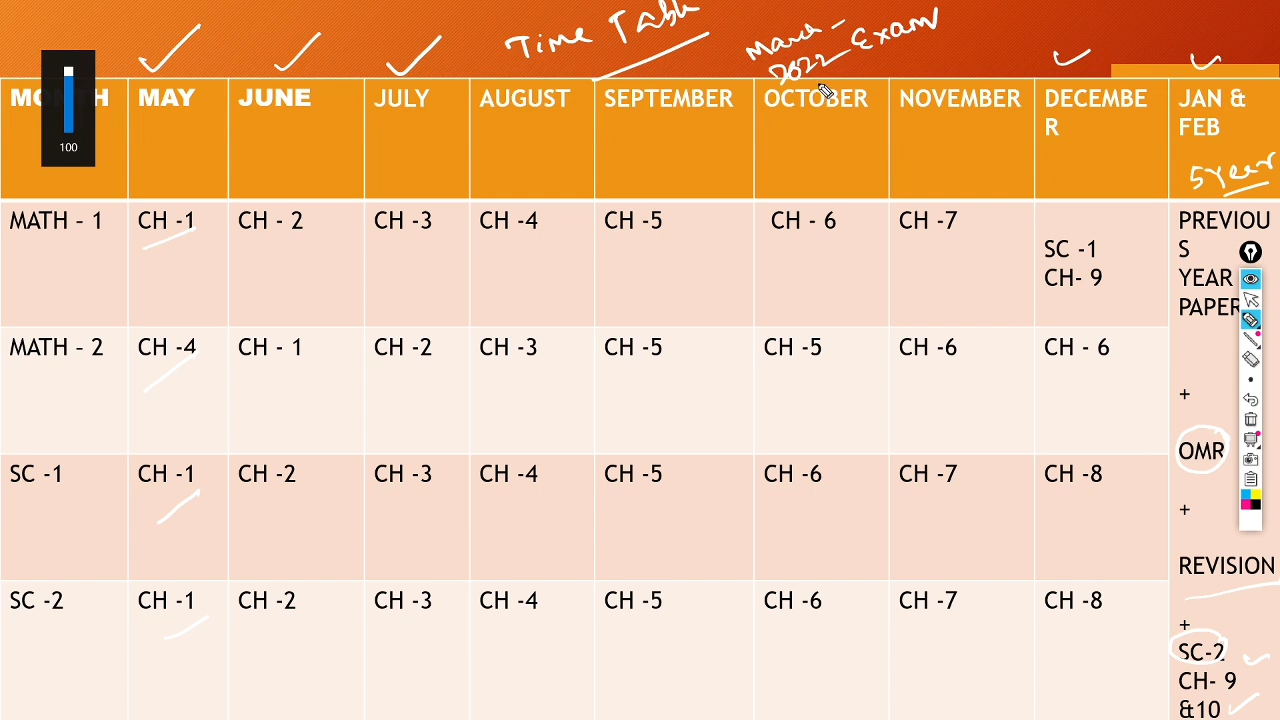 Time Table
March -
2022 Exam
MONTH MAY JUNE JULY AUGUST SEPTEMBER OCTOBER NOVEMBER DECEMBE
R JAN &
FEB
5 Year
100
MATH - 1 CH -1 CH - 2 CH -3 CH -4 CH -5 CH - 6 CH -7
SC -1
CH- 9
MATH - 2 CH -4 CH - 1 CH -2 CH -3 CH -5 CH -5 CH -6 CH - 6
SC -1 CH -1 CH -2 CH -3 CH -4 CH -5 CH -6 CH -7 CH -8
SC -2 CH -1 CH -2 CH -3 CH -4 CH -5 CH -6 CH -7 CH -8
PREVIOU
S
YEAR
PAPER
+
OMR
+
REVISION
+
SC-2
CH- 9
&10